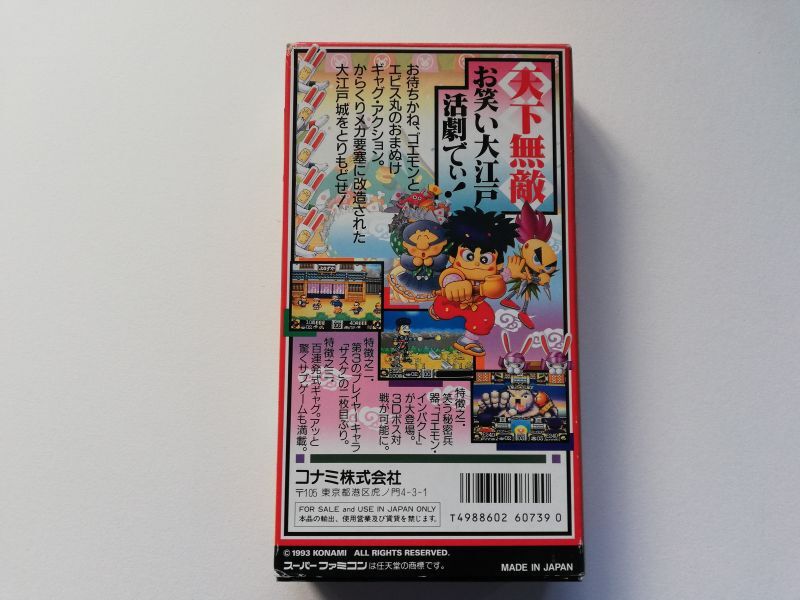 天下無敵
お笑い大江戸
活劇でぃ!
お待ちかね、ゴエモンと
エビス丸のおまぬけ
ギャグ・アクション。
からくりメガ要塞に改造された
大江戸城をとりもどせ!
特徴之一.
笑う秘密兵
器、『ゴエモン・
インパクト』
が大登場。
3Dボス対
戦が可能に。
特徴之二.
第3のプレイヤーキャラ
「サスケ」の二枚目ぶり。
特徴之三.
百連発式ギャグ。アッと
驚くサブゲームも満載。
コナミ株式会社
〒105 東京都港区虎ノ門4-3-1
FOR SALE and USE IN JAPAN ONLY
本品の輸出、使用営業及び賃貸を禁じます。
T4988602 60739 0
© 1993 KONAMI ALL RIGHTS RESERVED.
スーパーファミコンは任天堂の商標です。
MADE IN JAPAN